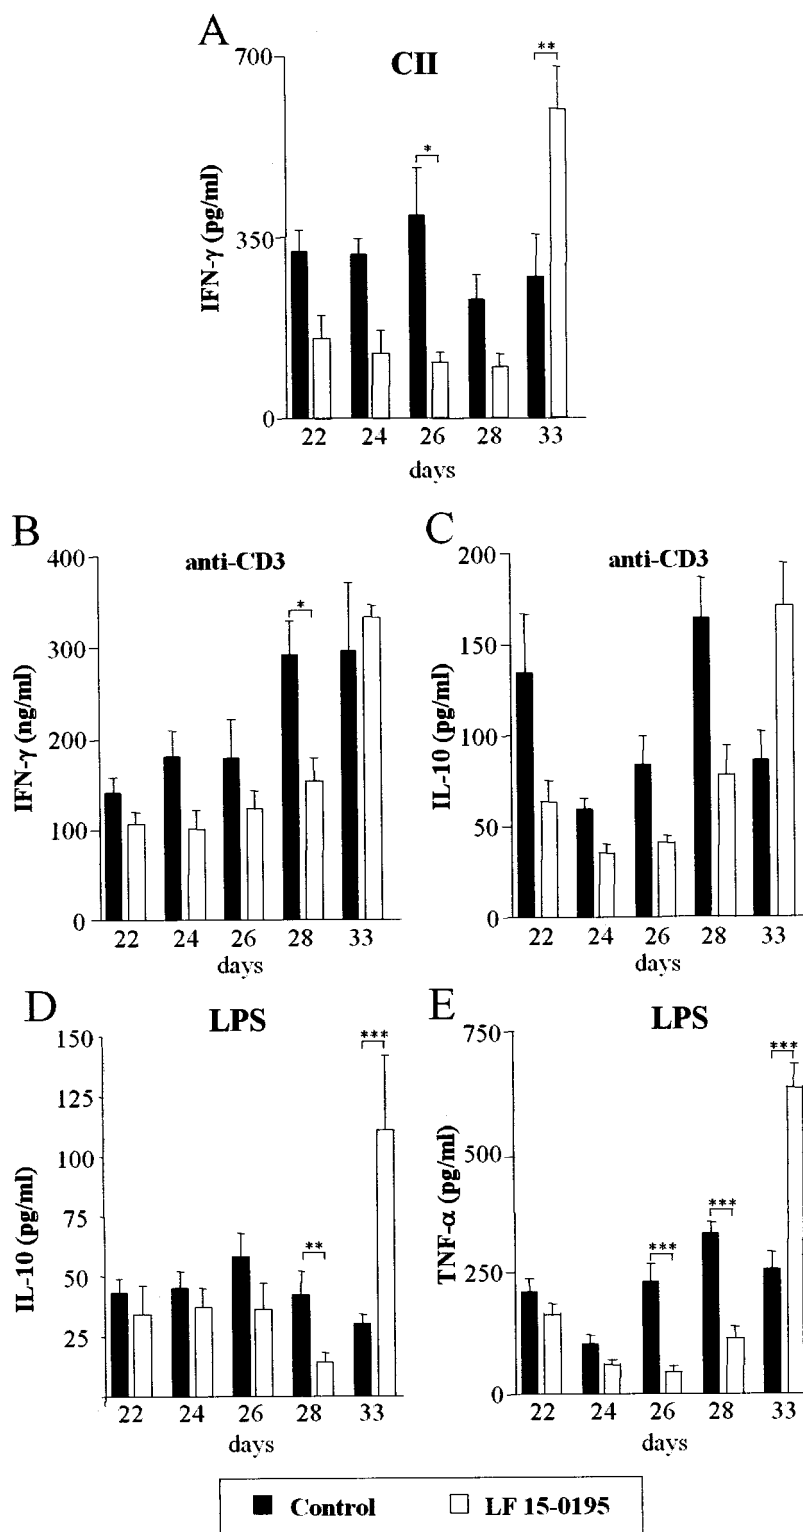 A
CII
700
350
0
IFN-γ (pg/ml)
*
**
22 24 26 28 33
days
B
anti-CD3
400
300
200
100
0
IFN-γ (ng/ml)
*
22 24 26 28 33
days
C
anti-CD3
200
150
100
50
0
IL-10 (pg/ml)
22 24 26 28 33
days
D
LPS
150
125
100
75
50
25
IL-10 (pg/ml)
**
***
22 24 26 28 33
days
E
LPS
750
500
250
0
TNF-α (pg/ml)
***
***
***
22 24 26 28 33
days
Control LF 15-0195